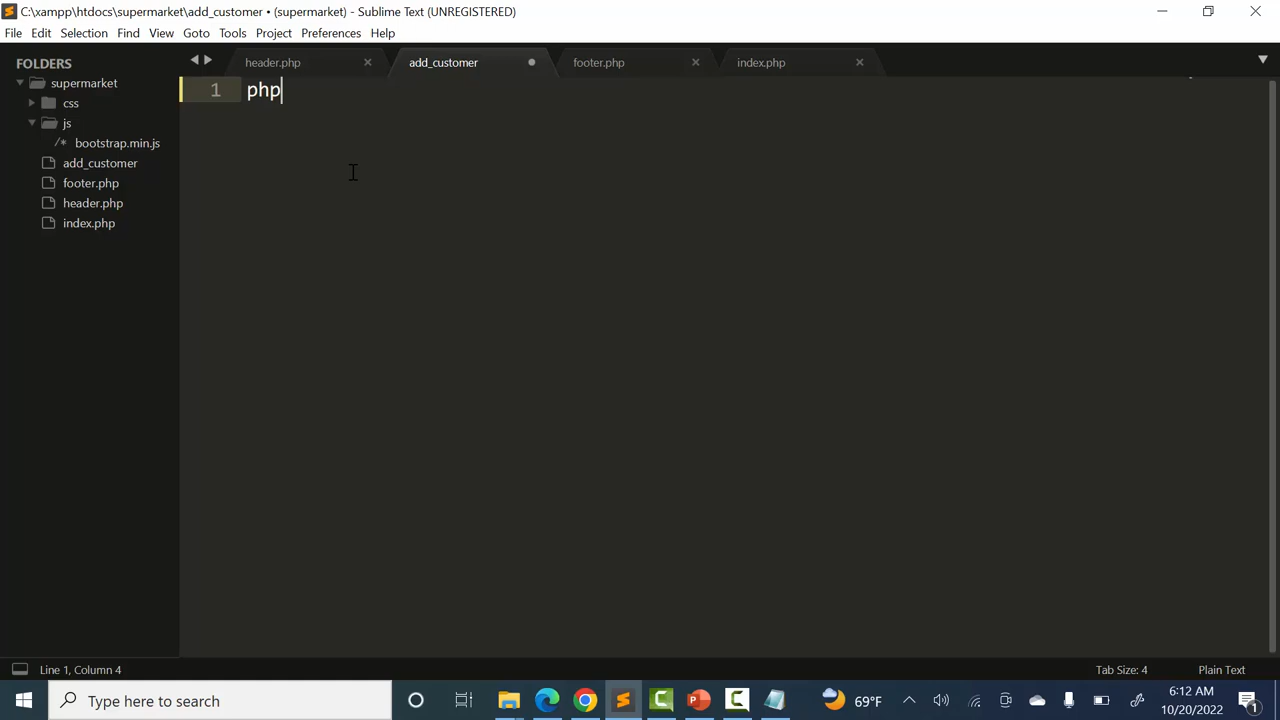 C:\xampp\htdocs\supermarket\add_customer • (supermarket) - Sublime Text (UNREGISTERED)
File Edit Selection Find View Goto Tools Project Preferences Help
FOLDERS
header.php
add_customer
footer.php
index.php
supermarket
css
js
/* bootstrap.min.js
add_customer
footer.php
header.php
index.php
1 php
Line 1, Column 4
Tab Size: 4
Plain Text
Type here to search
69°F
6:12 AM
10/20/2022
1